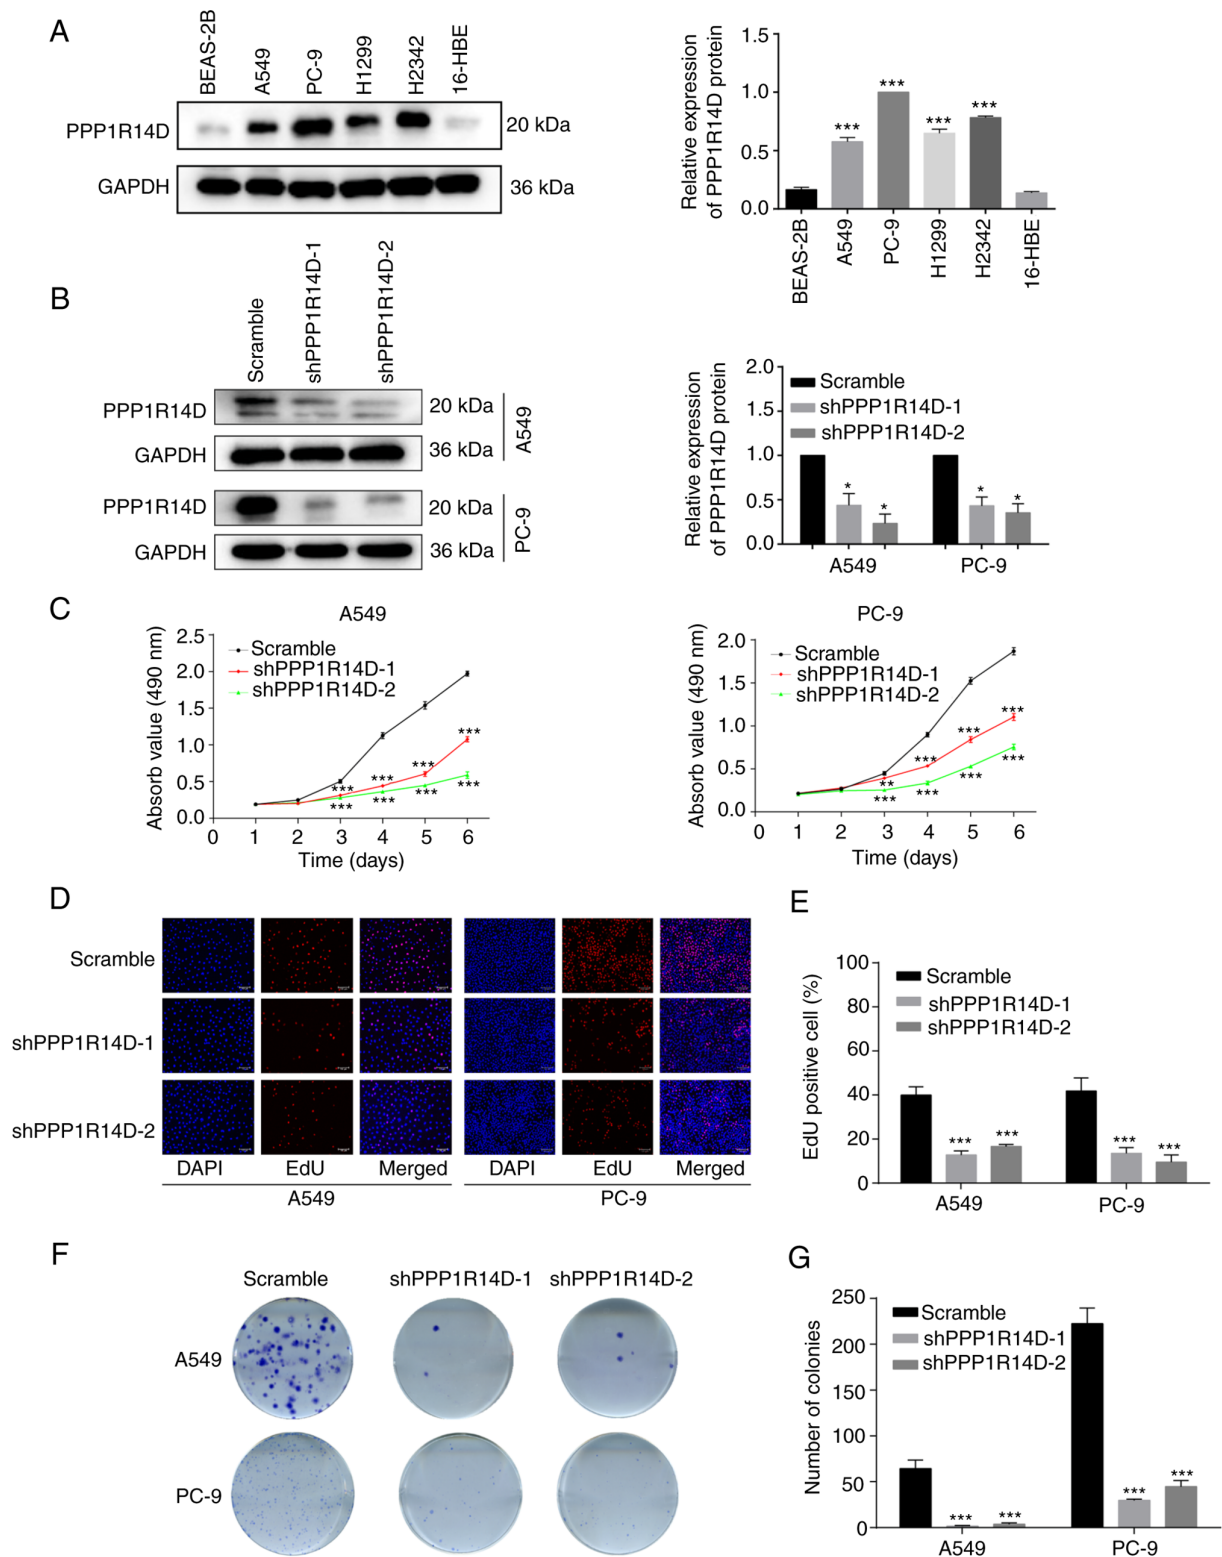 A
BEAS-2B
A549
PC-9
H1299
H2342
16-HBE
PPP1R14D
20 kDa
GAPDH
36 kDa
Relative expression
of PPP1R14D protein
1.5
1.0
0.5
0.0
***
***
***
***
BEAS-2B
A549
PC-9
H1299
H2342
16-HBE
B
Scramble
shPPP1R14D-1
shPPP1R14D-2
PPP1R14D
20 kDa
GAPDH
36 kDa
A549
PPP1R14D
20 kDa
GAPDH
36 kDa
PC-9
Relative expression
of PPP1R14D protein
2.0
1.5
1.0
0.5
0.0
Scramble
shPPP1R14D-1
shPPP1R14D-2
*
*
*
*
A549
PC-9
C
A549
Absorb value (490 nm)
2.5
2.0
1.5
1.0
0.5
0.0
Scramble
shPPP1R14D-1
shPPP1R14D-2
***
***
***
***
***
***
***
***
0 1 2 3 4 5 6
Time (days)
PC-9
Absorb value (490 nm)
2.0
1.5
1.0
0.5
0.0
Scramble
shPPP1R14D-1
shPPP1R14D-2
**
***
***
***
***
***
***
***
0 1 2 3 4 5 6
Time (days)
D
Scramble
shPPP1R14D-1
shPPP1R14D-2
DAPI EdU Merged DAPI EdU Merged
A549 PC-9
E
EdU positive cell (%)
100
80
60
40
20
0
Scramble
shPPP1R14D-1
shPPP1R14D-2
***
***
***
***
A549
PC-9
F
Scramble shPPP1R14D-1 shPPP1R14D-2
A549
PC-9
G
Number of colonies
250
200
150
100
50
0
Scramble
shPPP1R14D-1
shPPP1R14D-2
***
***
***
***
A549
PC-9